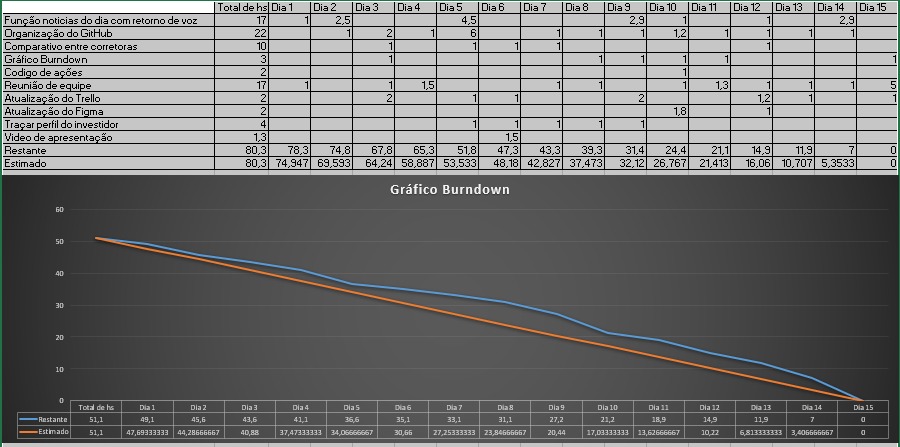 Total de hs Dia 1 Dia 2 Dia 3 Dia 4 Dia 5 Dia 6 Dia 7 Dia 8 Dia 9 Dia 10 Dia 11 Dia 12 Dia 13 Dia 14 Dia 15
Função noticias do dia com retorno de voz 17 1 2,5 4,5 2,9 1 1 2,9
Organização do GitHub 22 1 2 1 6 1 1 1 1,2 1 1 1 1
Comparativo entre corretoras 10 1 1 1 1 1
Gráfico Burndown 3 1 1 1 1 1 1
Codigo de ações 2 1
Reunião de equipe 17 1 1 1,5 1 1 1 1,3 1 1 1 5
Atualização do Trello 2 2 1 1 2 1,2 1 1
Atualização do Figma 2 1,8 1
Traçar perfil do investidor 4 1 1 1 1 1
Video de apresentação 1,3 1,5
Restante 80,3 78,3 74,8 67,8 65,3 51,8 47,3 43,3 39,3 31,4 24,4 21,1 14,9 11,9 7 0
Estimado 80,3 74,947 69,593 64,24 58,887 53,533 48,18 42,827 37,473 32,12 26,767 21,413 16,06 10,707 5,3533 0
Gráfico Burndown
60
50
40
30
20
10
0
Total de hs Dia 1 Dia 2 Dia 3 Dia 4 Dia 5 Dia 6 Dia 7 Dia 8 Dia 9 Dia 10 Dia 11 Dia 12 Dia 13 Dia 14 Dia 15
Restante 51,1 49,1 45,6 43,6 41,1 36,6 35,1 33,1 31,1 27,2 21,2 18,9 14,9 11,9 7 0
Estimado 51,1 47,69333333 44,28666667 40,88 37,47333333 34,06666667 30,66 27,25333333 23,84666667 20,44 17,03333333 13,62666667 10,22 6,813333333 3,406666667 0